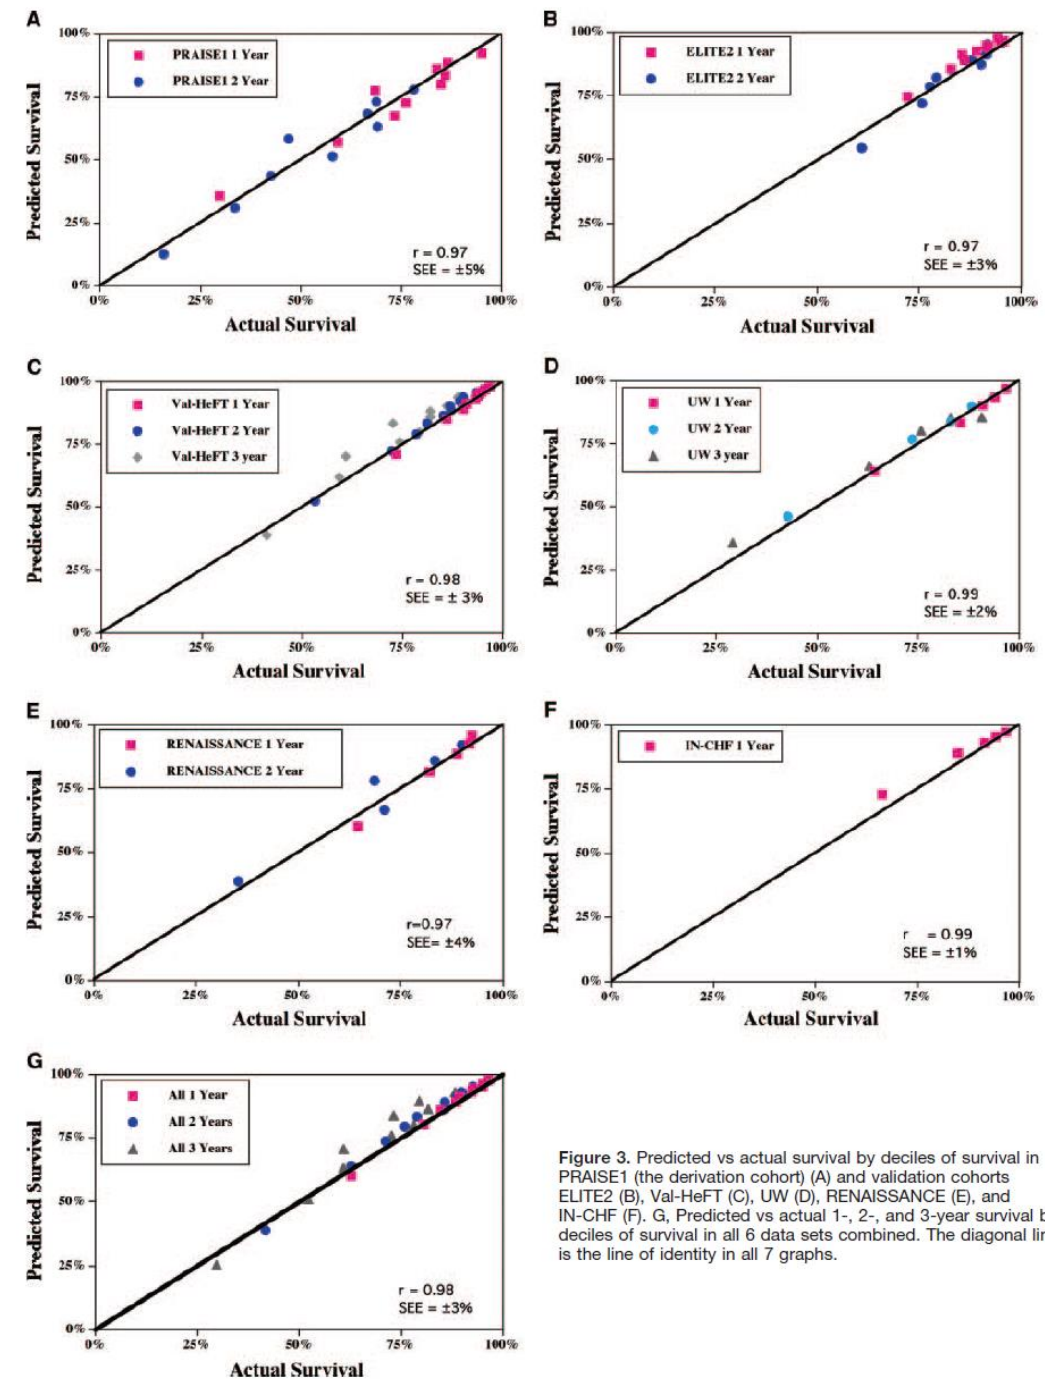 A
100%
75%
50%
25%
0%
0% 25% 50% 75% 100%
Predicted Survival
Actual Survival
PRAISE1 1 Year
PRAISE1 2 Year
r = 0.97
SEE = ±5%
B
100%
75%
50%
25%
0%
0% 25% 50% 75% 100%
Predicted Survival
Actual Survival
ELITE2 1 Year
ELITE2 2 Year
r = 0.97
SEE = ±3%
C
100%
75%
50%
25%
0%
0% 25% 50% 75% 100%
Predicted Survival
Actual Survival
Val-HeFT 1 Year
Val-HeFT 2 Year
Val-HeFT 3 year
r = 0.98
SEE = ± 3%
D
100%
75%
50%
25%
0%
0% 25% 50% 75% 100%
Predicted Survival
Actual Survival
UW 1 Year
UW 2 Year
UW 3 year
r = 0.99
SEE = ±2%
E
100%
75%
50%
25%
0%
0% 25% 50% 75% 100%
Predicted Survival
Actual Survival
RENAISSANCE 1 Year
RENAISSANCE 2 Year
r=0.97
SEE= ±4%
F
100%
75%
50%
25%
0%
0% 25% 50% 75% 100%
Predicted Survival
Actual Survival
IN-CHF 1 Year
r = 0.99
SEE = ±1%
G
100%
75%
50%
25%
0%
0% 25% 50% 75% 100%
Predicted Survival
Actual Survival
All 1 Year
All 2 Years
All 3 Years
r = 0.98
SEE = ±3%
Figure 3. Predicted vs actual survival by deciles of survival in
PRAISE1 (the derivation cohort) (A) and validation cohorts
ELITE2 (B), Val-HeFT (C), UW (D), RENAISSANCE (E), and
IN-CHF (F). G, Predicted vs actual 1-, 2-, and 3-year survival
deciles of survival in all 6 data sets combined. The diagonal
is the line of identity in all 7 graphs.